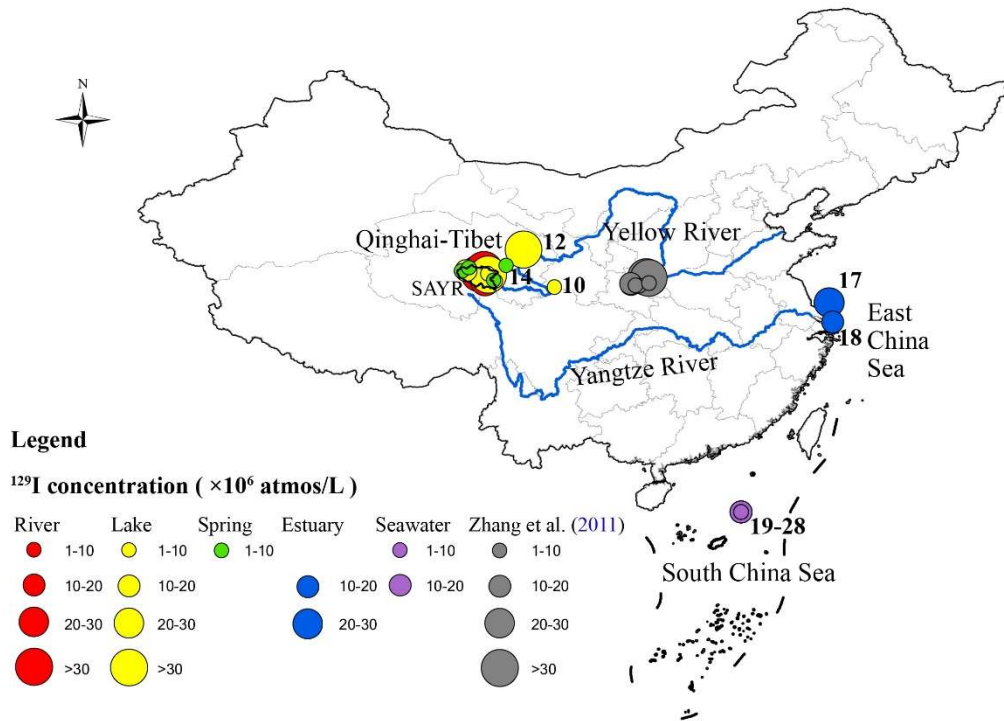 N
Qinghai-Tibet
12
Yellow River
SAYR
14
10
17
18
East
China
Sea
Yangtze River
Legend
¹²⁹I concentration ( ×10⁶ atmos/L )
River Lake Spring Estuary Seawater Zhang et al. (2011)
1-10 1-10 1-10 1-10 1-10
10-20 10-20 10-20 10-20 10-20
20-30 20-30 20-30 20-30
>30 >30 >30
19-28
South China Sea